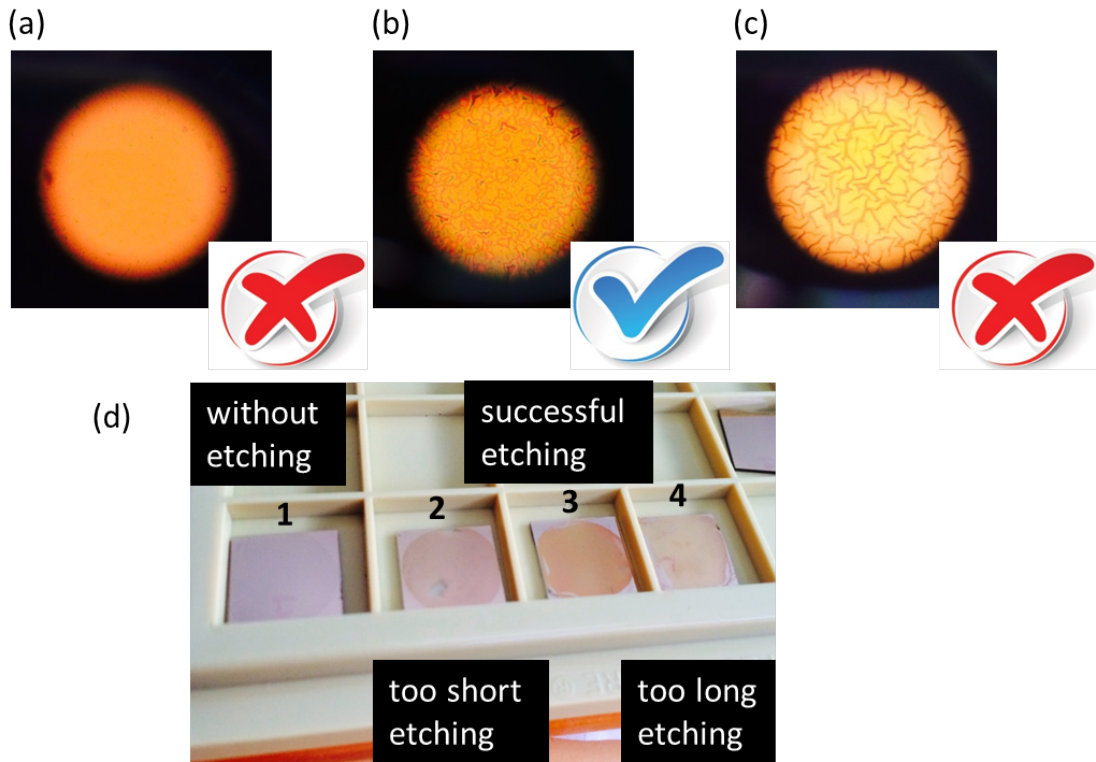 (a)
(b)
(c)
(d)
without
etching
successful
etching
1
2
3
4
too short
etching
too long
etching